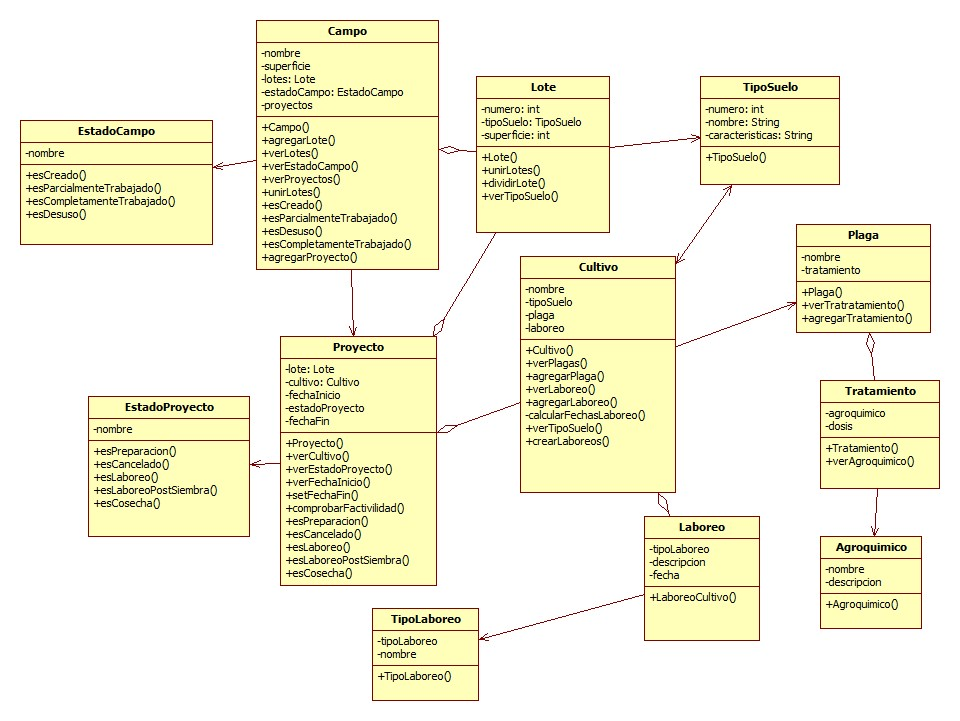 Campo
-nombre
-superficie
-lotes: Lote
-estadoCampo: EstadoCampo
-proyectos
+Campo()
+agregarLote()
+verLotes()
+verEstadoCampo()
+verProyectos()
+unirLotes()
+esCreado()
+esParcialmenteTrabajado()
+esDesuso()
+esCompletamenteTrabajado()
+agregarProyecto()
Lote
-numero: int
-tipoSuelo: TipoSuelo
-superficie: int
+Lote()
+unirLotes()
+dividirLote()
+verTipoSuelo()
TipoSuelo
-numero: int
-nombre: String
-caracteristicas: String
+TipoSuelo()
EstadoCampo
-nombre
+esCreado()
+esParcialmenteTrabajado()
+esCompletamenteTrabajado()
+esDesuso()
Plaga
-nombre
-tratamiento
+Plaga()
+verTratratamiento()
+agregarTratamiento()
Cultivo
-nombre
-tipoSuelo
-plaga
-laboreo
+Cultivo()
+verPlagas()
+agregarPlaga()
+verLaboreo()
+agregarLaboreo()
-calcularFechasLaboreo()
+verTipoSuelo()
+crearLaboreos()
Proyecto
-lote: Lote
-cultivo: Cultivo
-fechaInicio
-estadoProyecto
-fechaFin
+Proyecto()
+verCultivo()
+verEstadoProyecto()
+verFechaInicio()
+setFechaFin()
+comprobarFactivilidad()
+esPreparacion()
+esCancelado()
+esLaboreo()
+esLaboreoPostSiembra()
+esCosecha()
EstadoProyecto
-nombre
+esPreparacion()
+esCancelado()
+esLaboreo()
+esLaboreoPostSiembra()
+esCosecha()
Tratamiento
-agroquimico
-dosis
+Tratamiento()
+verAgroquimico()
Laboreo
-tipoLaboreo
-descripcion
-fecha
+LaboreoCultivo()
Agroquimico
-nombre
-descripcion
+Agroquimico()
TipoLaboreo
-tipoLaboreo
-nombre
+TipoLaboreo()